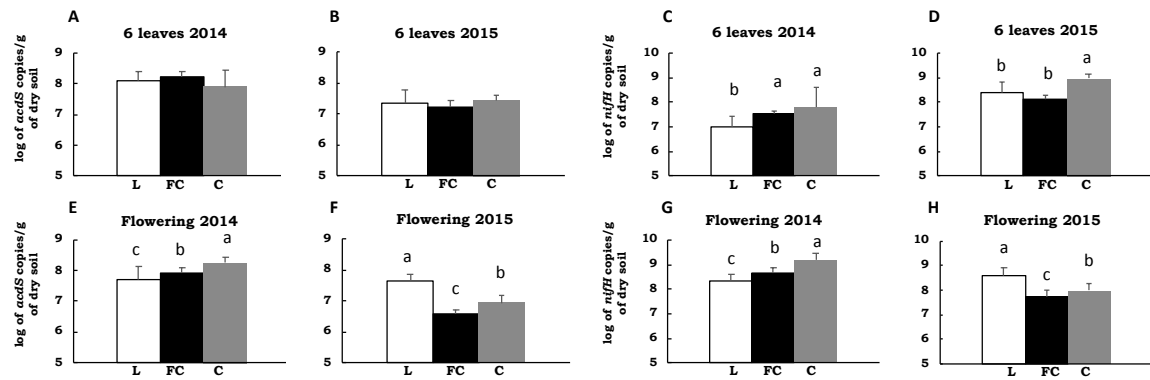 A
6 leaves 2014
log of acdS copies/g
of dry soil
9
8
7
6
5
L FC C
B
6 leaves 2015
9
8
7
6
5
L FC C
C
6 leaves 2014
log of nifH copies/g
of dry soil
10
9
8
7
6
5
b a a
L FC C
D
6 leaves 2015
10
9
8
7
6
5
b b a
L FC C
E
Flowering 2014
log of acdS copies/g
of dry soil
9
8
7
6
5
c b a
L FC C
F
Flowering 2015
9
8
7
6
5
a c b
L FC C
G
Flowering 2014
log of nifH copies/g
of dry soil
10
9
8
7
6
5
c b a
L FC C
H
Flowering 2015
10
9
8
7
6
5
a c b
L FC C